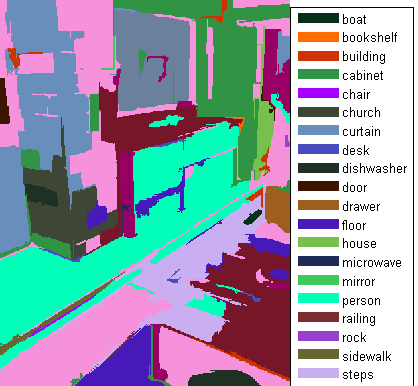 boat
bookshelf
building
cabinet
chair
church
curtain
desk
dishwasher
door
drawer
floor
house
microwave
mirror
person
railing
rock
sidewalk
steps